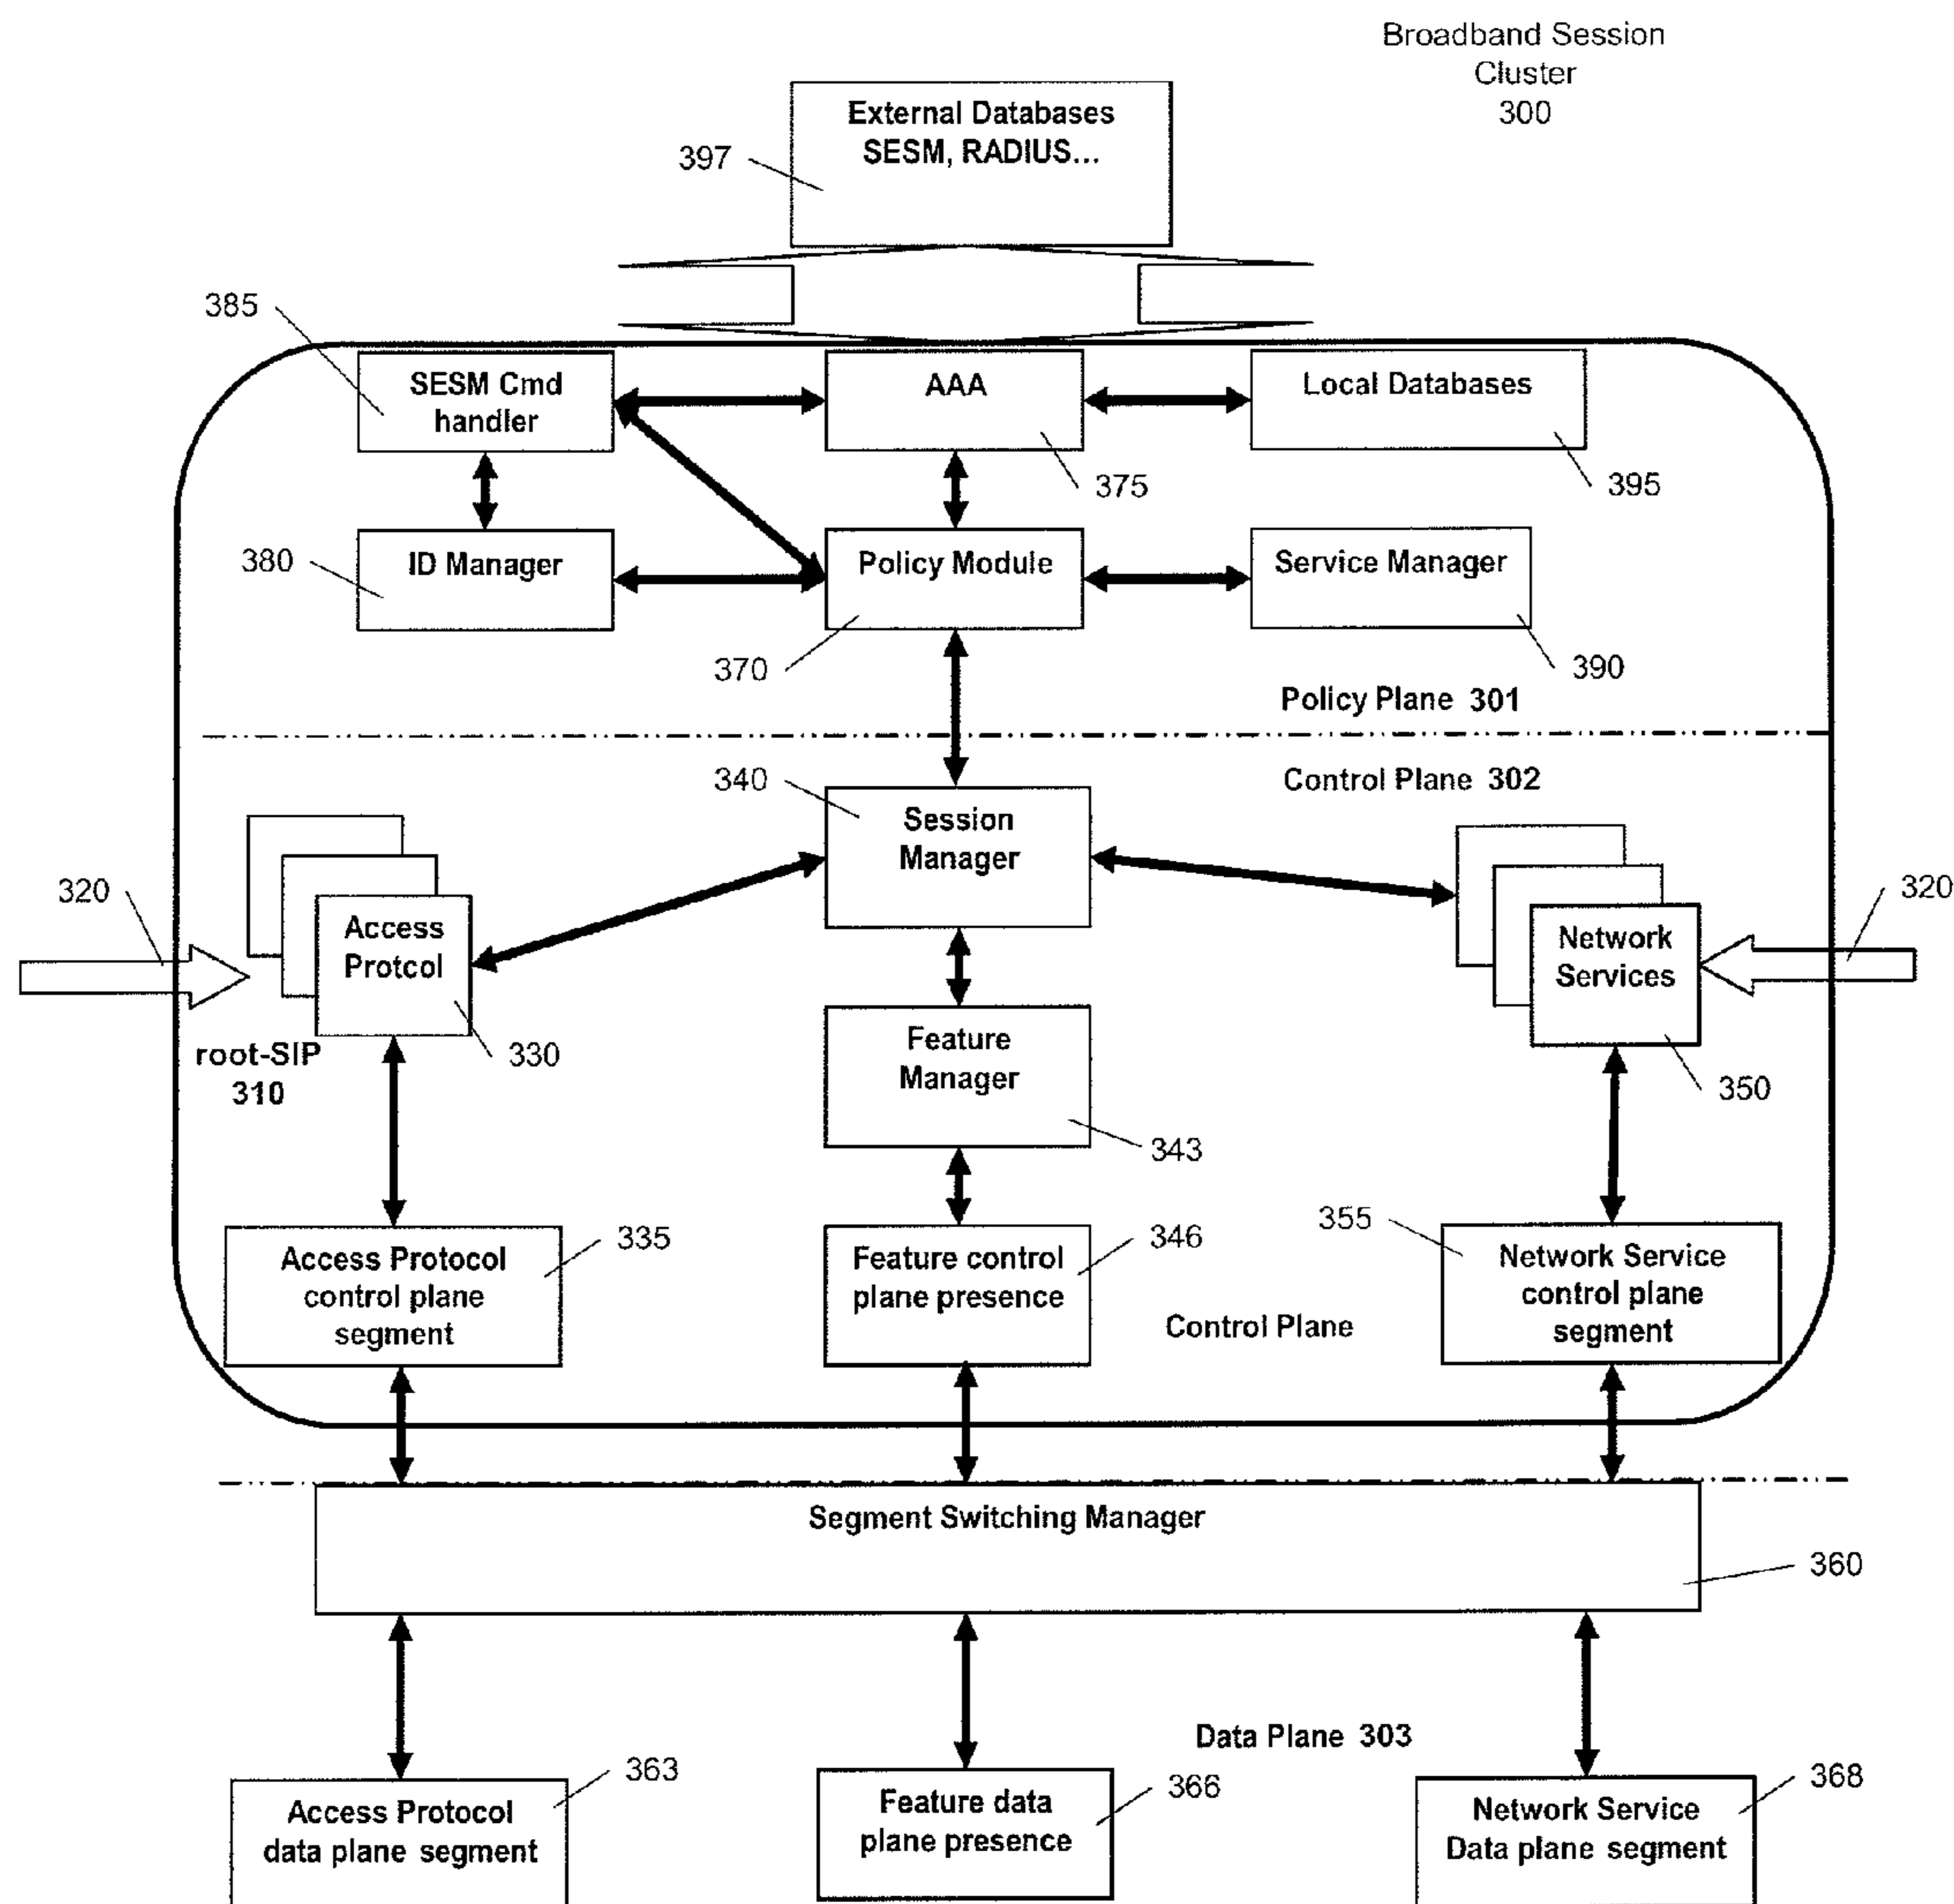 Broadband Session
Cluster
300
External Databases
SESM, RADIUS...
397
385
SESM Cmd
handler
AAA
Local Databases
375
395
380
ID Manager
Policy Module
Service Manager
370
390
Policy Plane 301
340
Control Plane 302
Session
Manager
320
Access
Protcol
Network
Services
320
root-SIP
310
330
Feature
Manager
350
343
335
346
355
Access Protocol
control plane
segment
Feature control
plane presence
Network Service
control plane
segment
Control Plane
Segment Switching Manager
360
Data Plane 303
363
366
368
Access Protocol
data plane segment
Feature data
plane presence
Network Service
Data plane segment